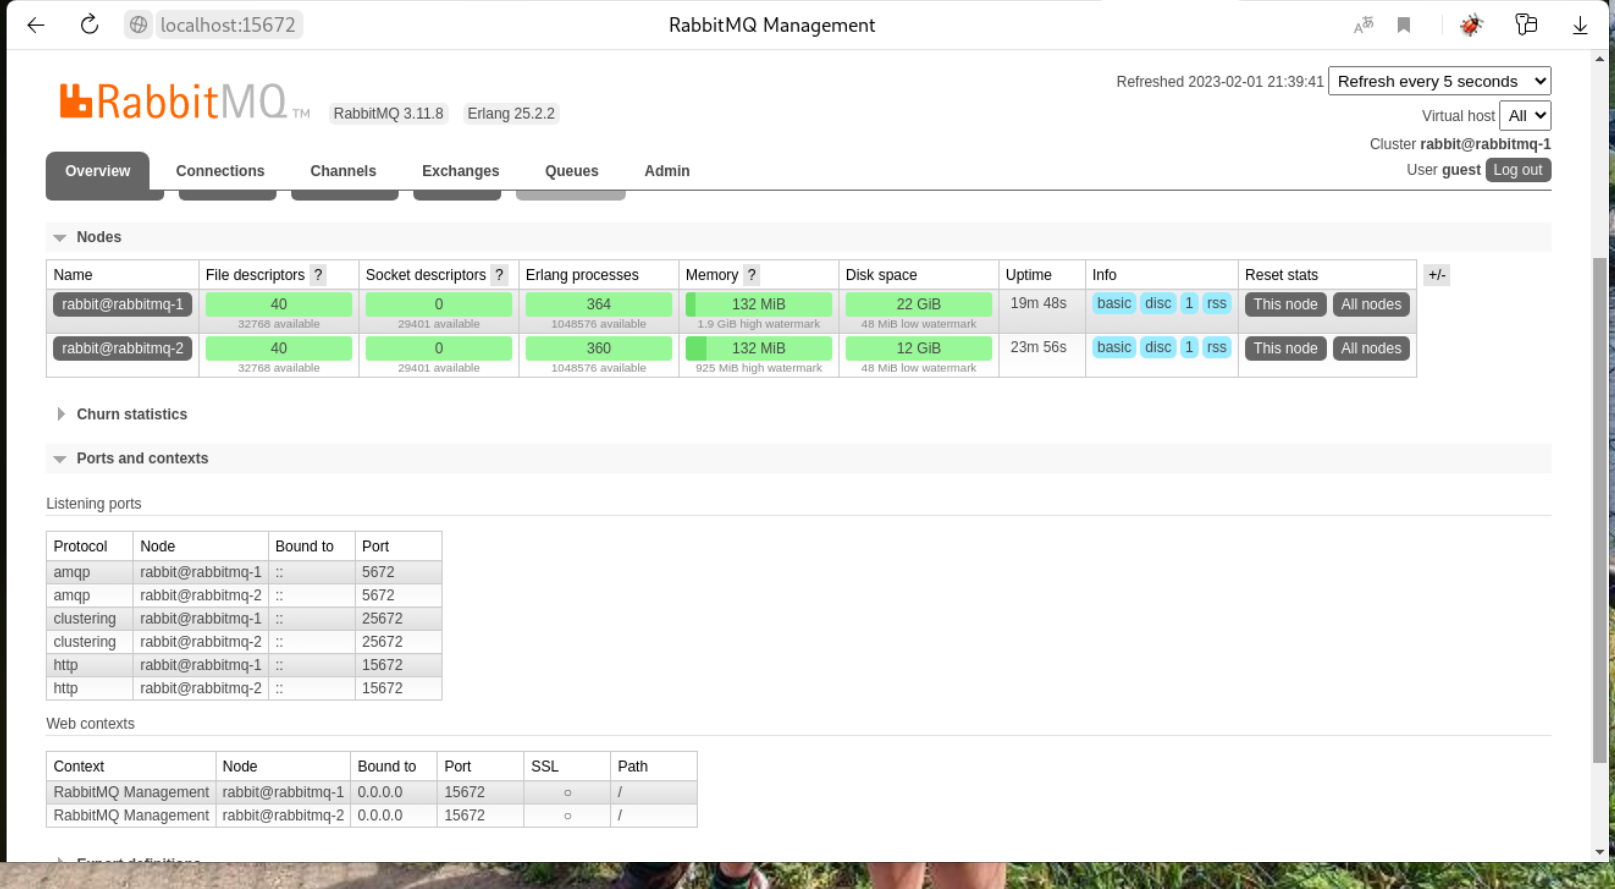 localhost:15672
RabbitMQ Management
RabbitMQ TM
RabbitMQ 3.11.8 Erlang 25.2.2
Refreshed 2023-02-01 21:39:41 Refresh every 5 seconds
Virtual host All
Cluster rabbit@rabbitmq-1
User guest Log out
Overview Connections Channels Exchanges Queues Admin
Nodes
Name File descriptors ? Socket descriptors ? Erlang processes Memory ? Disk space Uptime Info Reset stats +/-
rabbit@rabbitmq-1 40 0 364 132 MiB 22 GiB 19m 48s basic disc 1 rss This node All nodes
32768 available 29401 available 1048576 available 1.9 GiB high watermark 48 MiB low watermark
rabbit@rabbitmq-2 40 0 360 132 MiB 12 GiB 23m 56s basic disc 1 rss This node All nodes
32768 available 29401 available 1048576 available 925 MiB high watermark 48 MiB low watermark
Churn statistics
Ports and contexts
Listening ports
Protocol Node Bound to Port
amqp rabbit@rabbitmq-1 :: 5672
amqp rabbit@rabbitmq-2 :: 5672
clustering rabbit@rabbitmq-1 :: 25672
clustering rabbit@rabbitmq-2 :: 25672
http rabbit@rabbitmq-1 :: 15672
http rabbit@rabbitmq-2 :: 15672
Web contexts
Context Node Bound to Port SSL Path
RabbitMQ Management rabbit@rabbitmq-1 0.0.0.0 15672 ○ /
RabbitMQ Management rabbit@rabbitmq-2 0.0.0.0 15672 ○ /
Export definitions